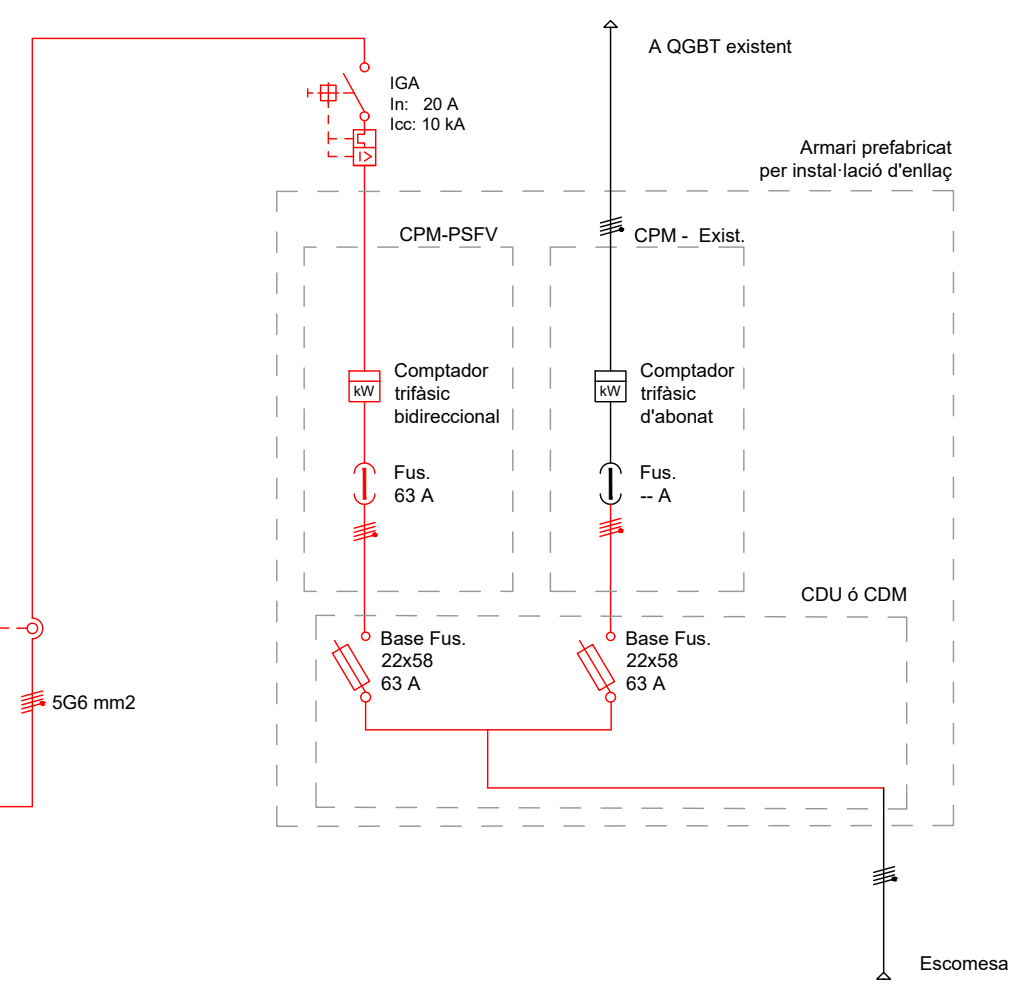 A QGBT existent
IGA
In: 20 A
Icc: 10 kA
Armari prefabricat
per instal·lació d'enllaç
CPM-PSFV
CPM - Exist.
Comptador
trifàsic
bidireccional
kW
Comptador
trifàsic
d'abonat
kW
Fus.
63 A
Fus.
-- A
CDU ó CDM
Base Fus.
22x58
63 A
Base Fus.
22x58
63 A
5G6 mm2
Escomesa